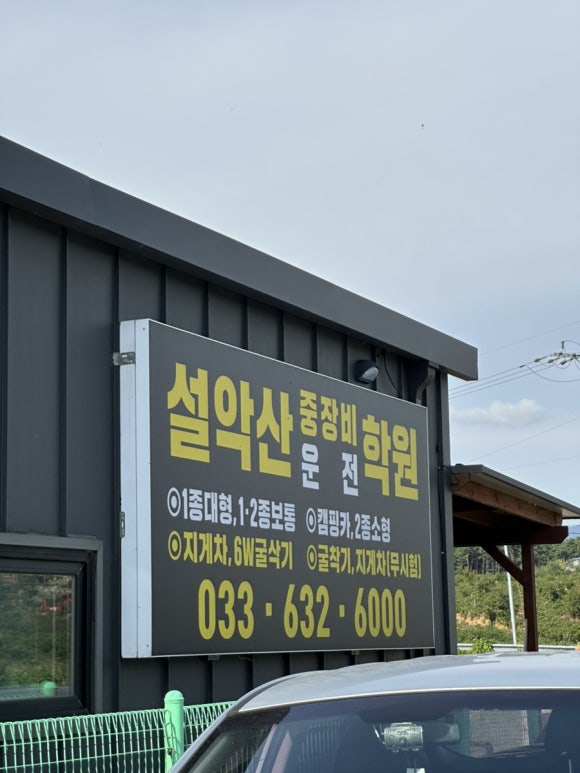 설악산 중장비 운전 학원
◎1종대형, 1·2종보통 ◎캠핑카, 2종소형
◎지게차, 6W굴삭기 ◎굴착기, 지게차(무시험)
033·632·6000